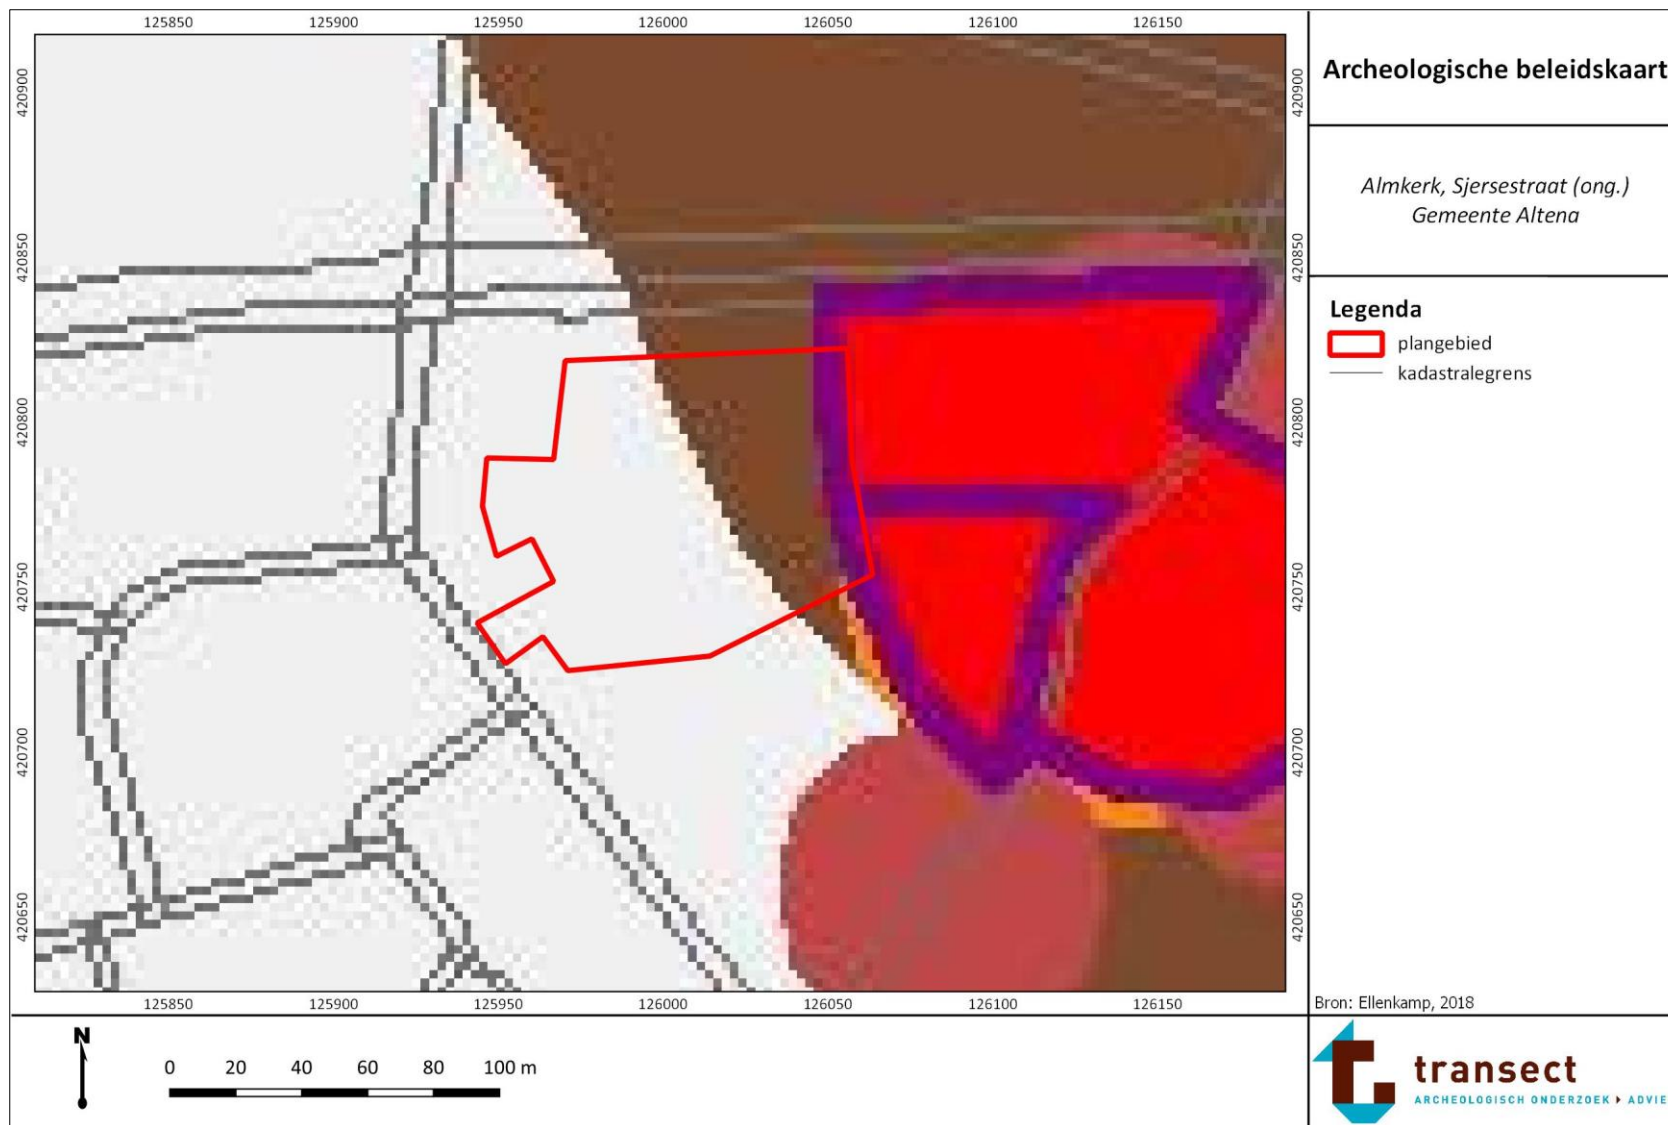 125850 125900 125950 126000 126050 126100 126150
420900
420850
420800
420750
420700
420650
420900
420850
420800
420750
420700
420650
125850 125900 125950 126000 126050 126100 126150
Archeologische beleidskaart
Almkerk, Sjersestraat (ong.)
Gemeente Altena
Legenda
plangebied
kadastralegrens
Bron: Ellenkamp, 2018
N
0 20 40 60 80 100 m
transect
ARCHEOLOGISCH ONDERZOEK ▸ ADVIE